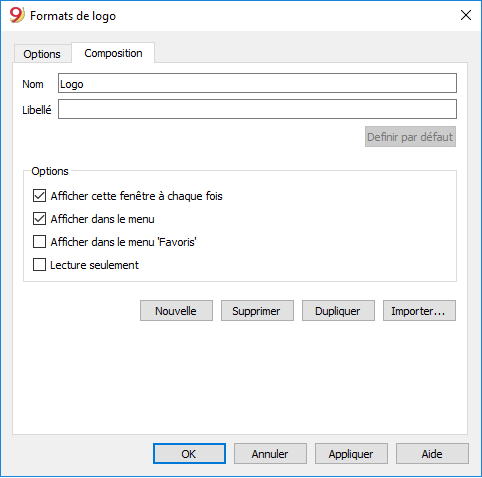 Formats de logo
Options
Composition
Nom
Logo
Libellé
Definir par défaut
Options
Afficher cette fenêtre à chaque fois
Afficher dans le menu
Afficher dans le menu 'Favoris'
Lecture seulement
Nouvelle
Supprimer
Dupliquer
Importer...
OK
Annuler
Appliquer
Aide